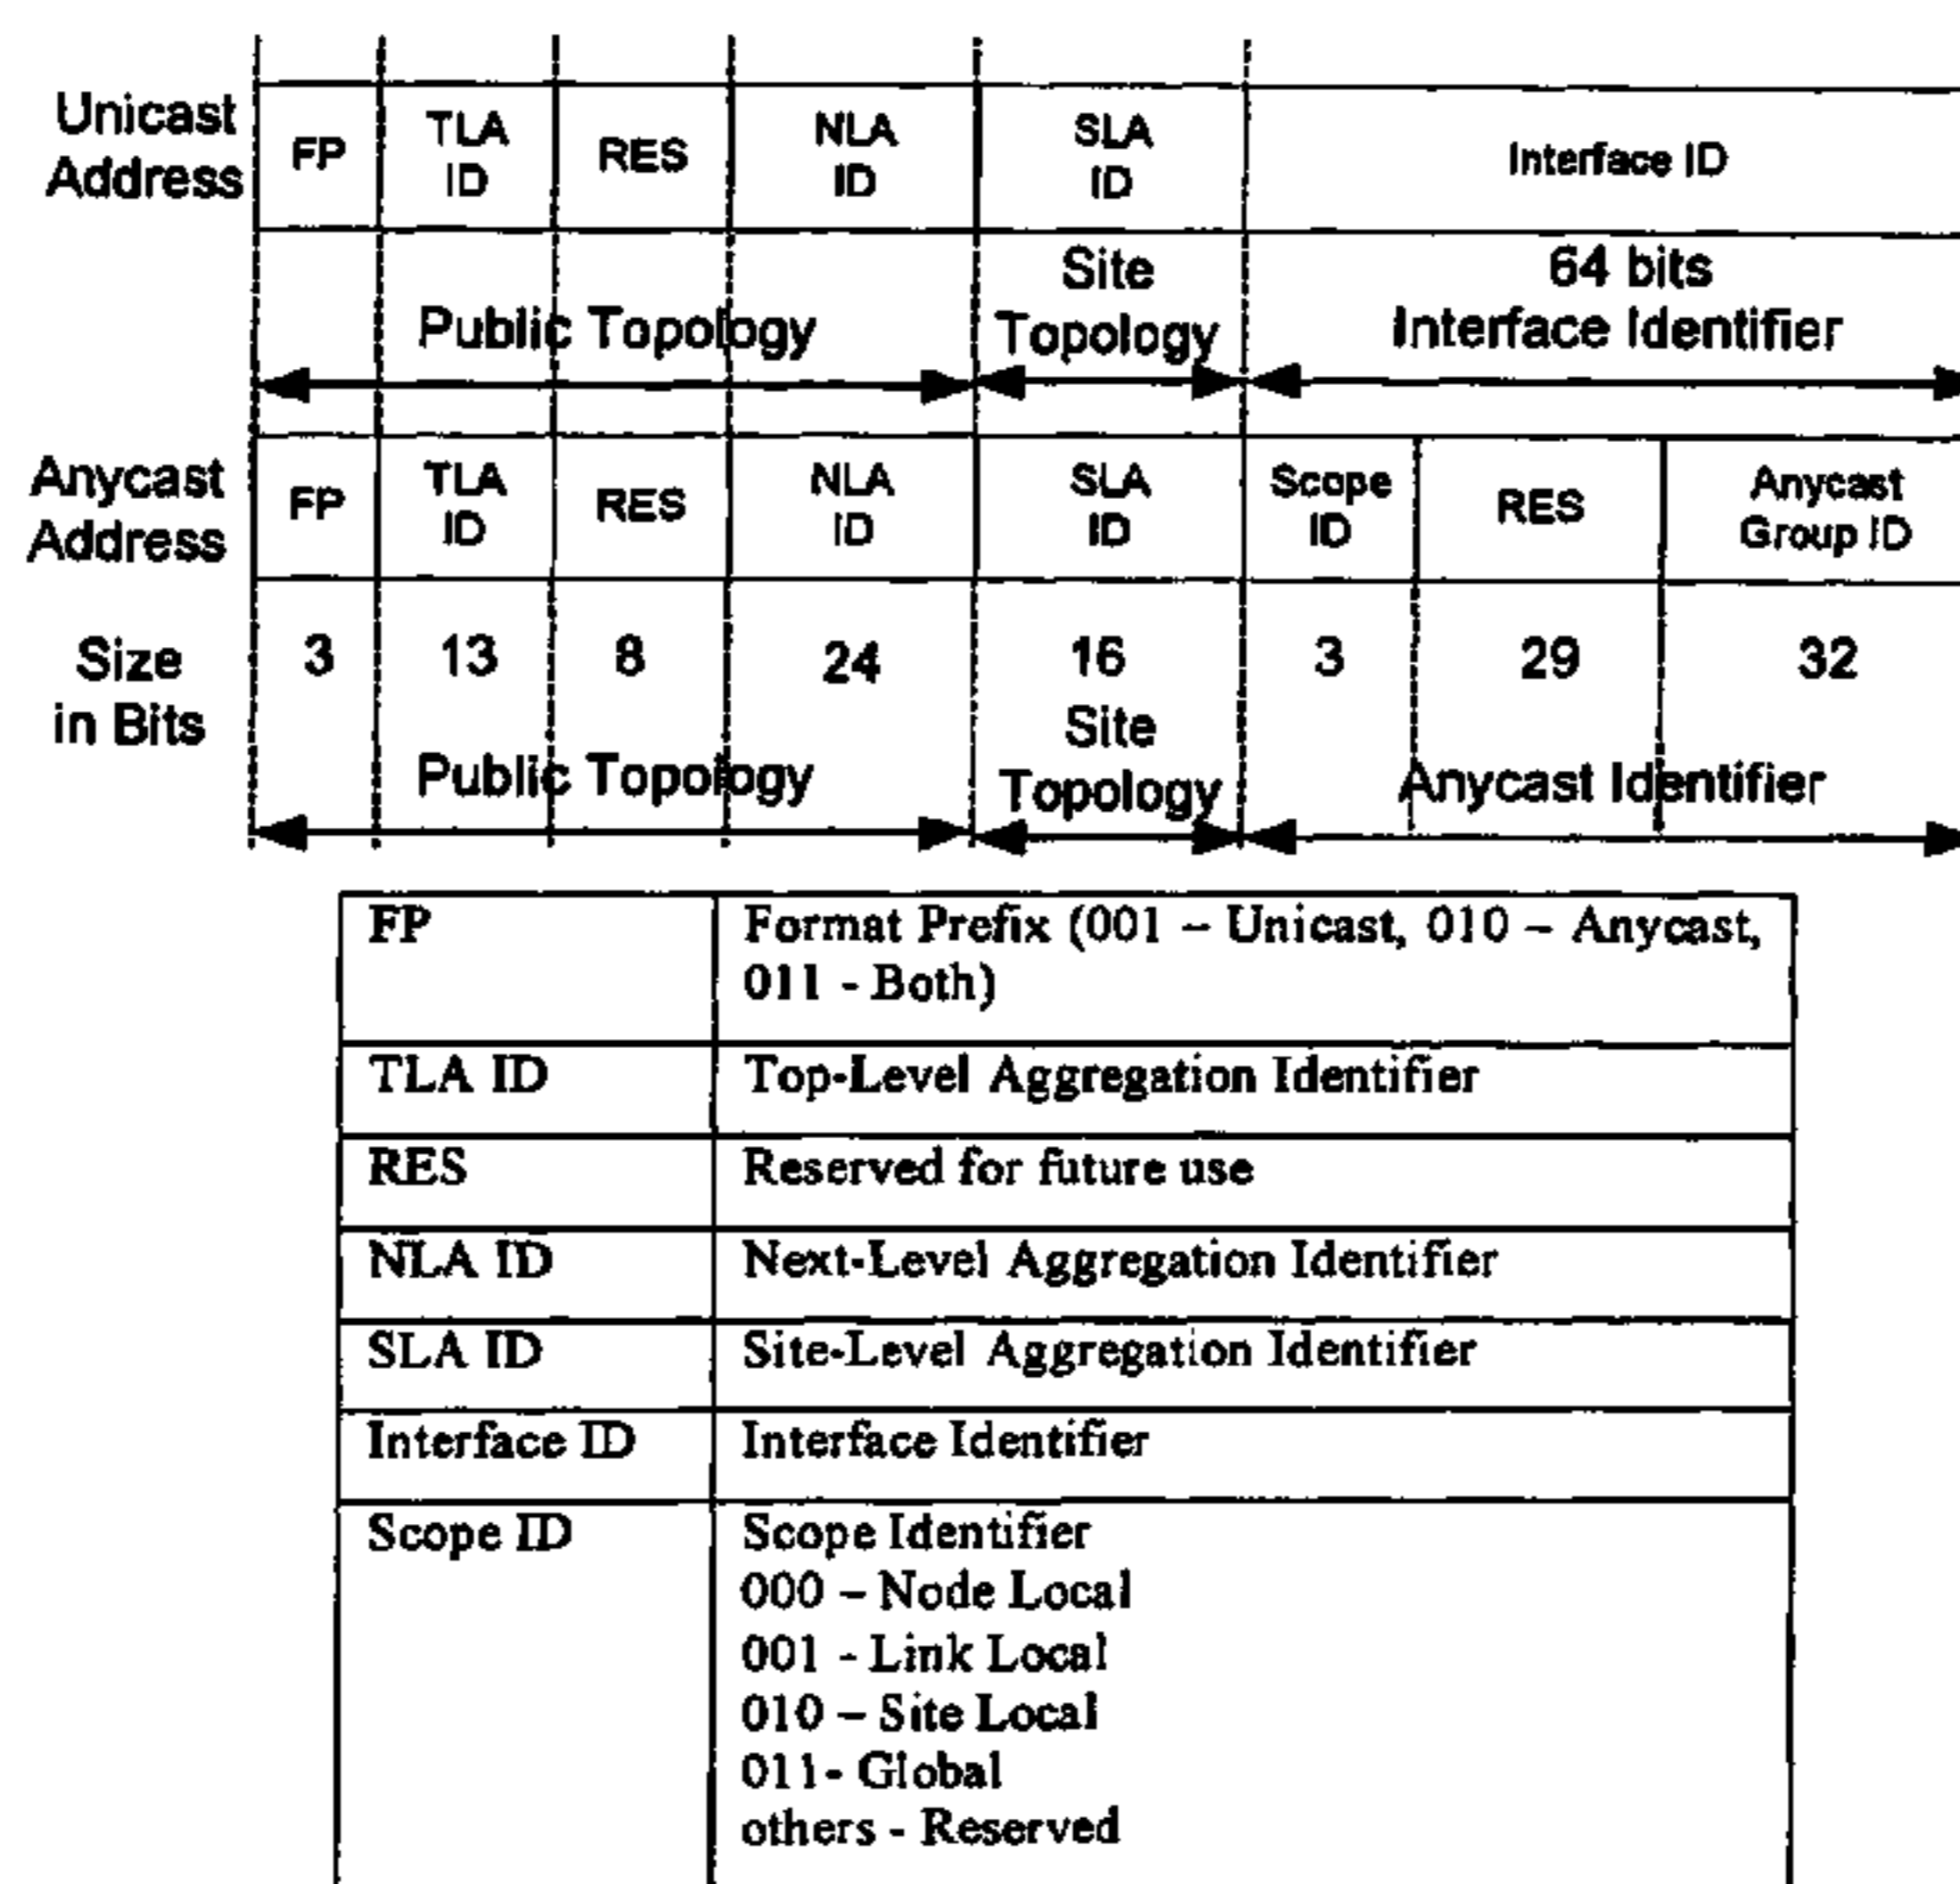 Unicast
Address
FP
TLA
ID
RES
NLA
ID
SLA
ID
Interface ID
Public Topology
Site
Topology
64 bits
Interface Identifier
Anycast
Address
FP
TLA
ID
RES
NLA
ID
SLA
ID
Scope
ID
RES
Anycast
Group ID
Size
in Bits
3
13
8
24
16
3
29
32
Public Topology
Site
Topology
Anycast Identifier
FP
Format Prefix (001 – Unicast, 010 – Anycast,
011 - Both)
TLA ID
Top-Level Aggregation Identifier
RES
Reserved for future use
NLA ID
Next-Level Aggregation Identifier
SLA ID
Site-Level Aggregation Identifier
Interface ID
Interface Identifier
Scope ID
Scope Identifier
000 – Node Local
001 - Link Local
010 – Site Local
011- Global
others - Reserved